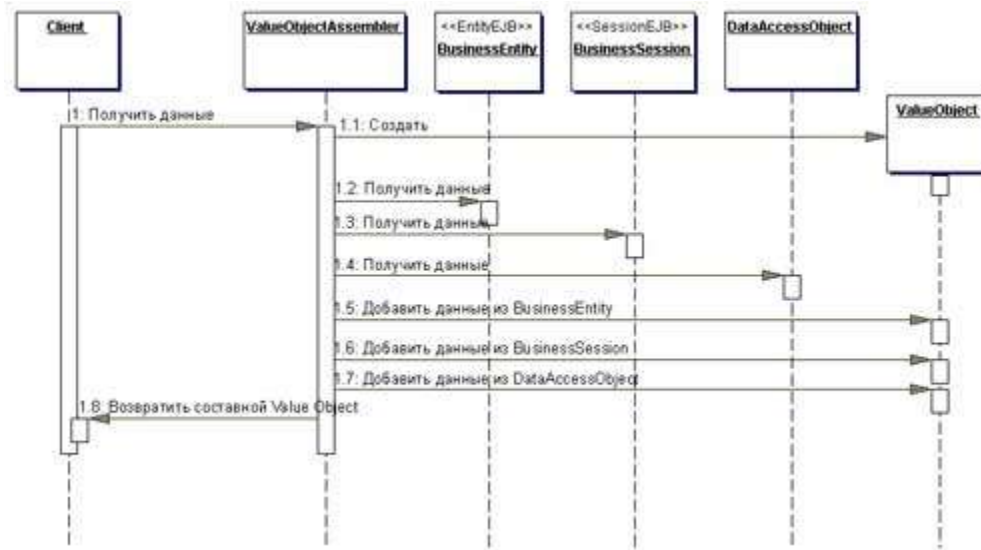 Client
ValueObjectAssembler
<<EntityEJB>>
BusinessEntity
<<SessionEJB>>
BusinessSession
DataAccessObject
ValueObject
1: Получить данные
1.1: Создать
1.2: Получить данные
1.3: Получить данные
1.4: Получить данные
1.5: Добавить данные из BusinessEntity
1.6: Добавить данные из BusinessSession
1.7: Добавить данные из DataAccessObject
1.8: Возвратить составной Value Object